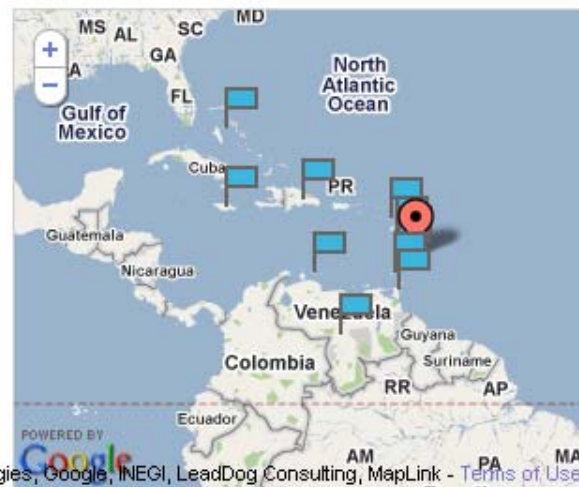 MD
MS
AL
SC
GA
A
FL
+
−
North
Atlantic
Ocean
Gulf of
Mexico
Cuba
PR
Guatemala
Nicaragua
Venezuela
Guyana
Suriname
Colombia
RR
AP
Ecuador
POWERED BY
Google
AM
PA
MA
gies, Google, INEGI, LeadDog Consulting, MapLink - Terms of Use